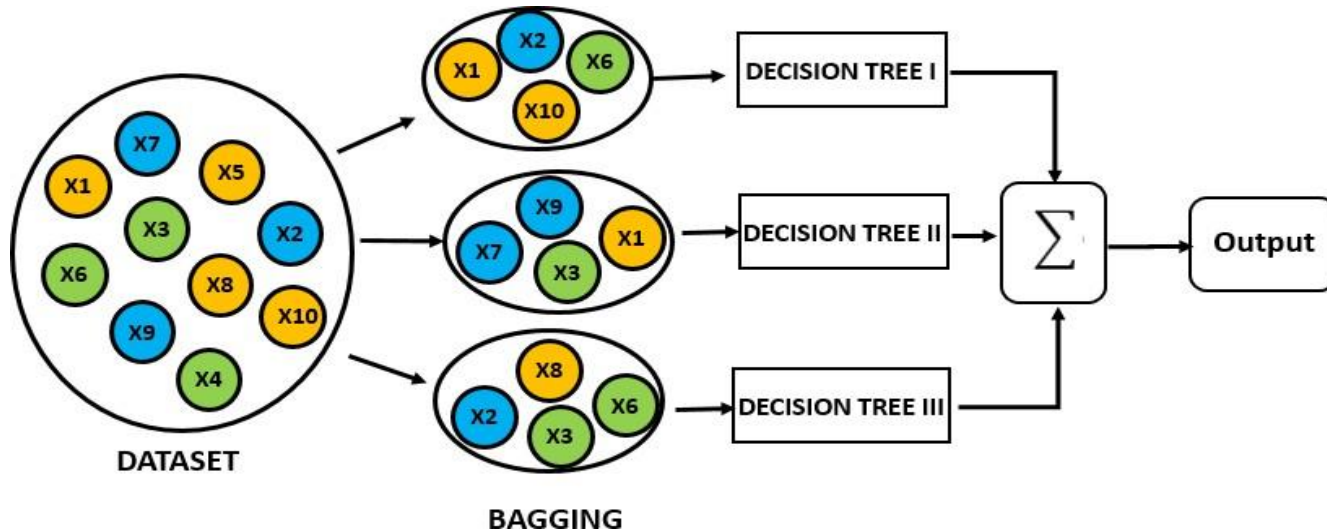 X7
X1
X5
X3
X2
X6
X8
X9
X10
X4
DATASET
X2
X1
X6
X10
X9
X7
X1
X3
X8
X2
X6
X3
BAGGING
DECISION TREE I
DECISION TREE II
DECISION TREE III
∑
Output